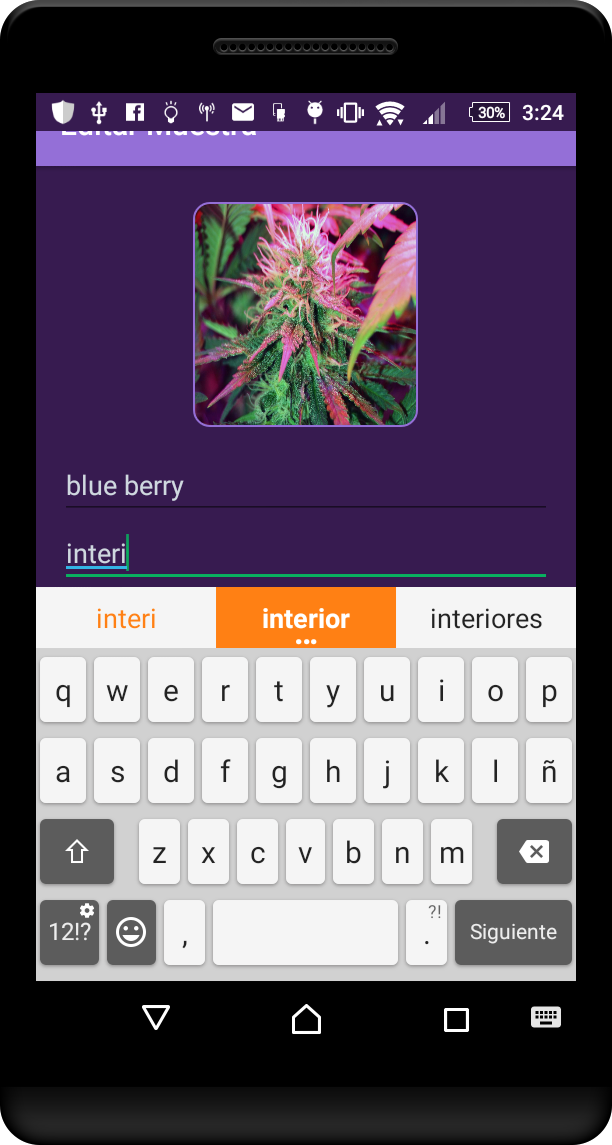 30% 3:24
Editar Muestra
blue berry
interi
interi interior interiores
q w e r t y u i o p
a s d f g h j k l ñ
z x c v b n m
12!? , ?! . Siguiente